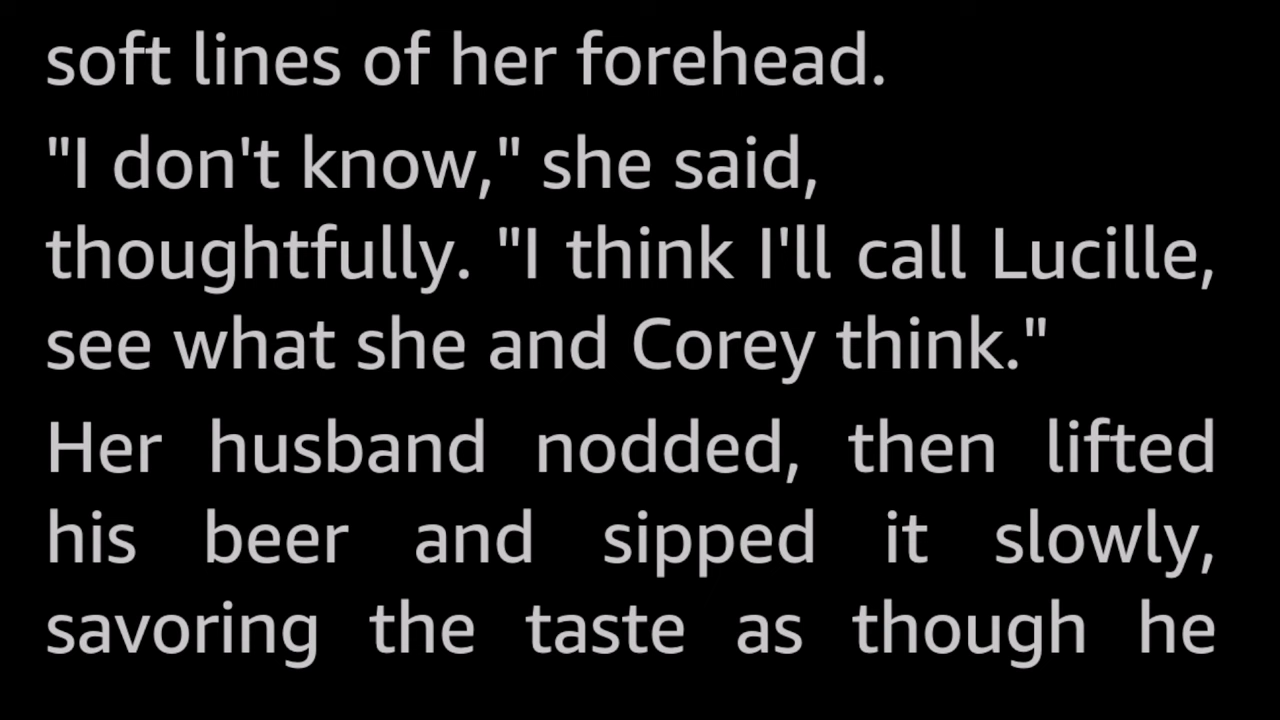 soft lines of her forehead.
"I don't know," she said,
thoughtfully. "I think I'll call Lucille,
see what she and Corey think."
Her husband nodded, then lifted
his beer and sipped it slowly,
savoring the taste as though he